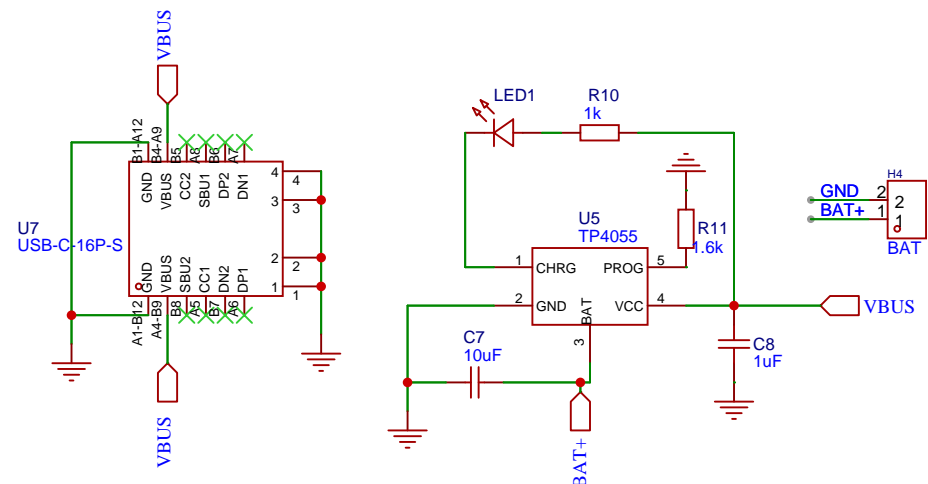 VBUS
B1-A12
B4-A9
B5
A8
B6
A7
GND
VBUS
CC2
SBU1
DP2
DN1
4
4
3
3
2
2
1
1
U7
USB-C-16P-S
GND
VBUS
SBU2
CC1
DN2
DP1
A1-B12
A4-B9
B8
A5
B7
A6
VBUS
LED1
R10
1k
R11
1.6k
U5
TP4055
1
CHRG
PROG
5
2
GND
VCC
4
BAT
3
C7
10uF
BAT+
VBUS
C8
1uF
H4
GND
2
2
BAT+
1
1
BAT